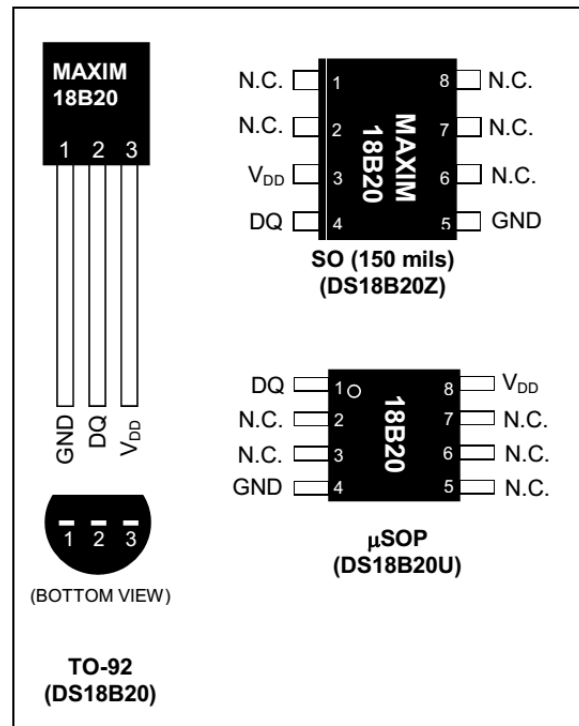 MAXIM
18B20
1 2 3
GND DQ VDD
1 2 3
(BOTTOM VIEW)
TO-92
(DS18B20)
N.C. 1 8 N.C.
N.C. 2 7 N.C.
VDD 3 6 N.C.
DQ 4 5 GND
MAXIM
18B20
SO (150 mils)
(DS18B20Z)
DQ 1 8 VDD
N.C. 2 7 N.C.
N.C. 3 6 N.C.
GND 4 5 N.C.
18B20
μSOP
(DS18B20U)